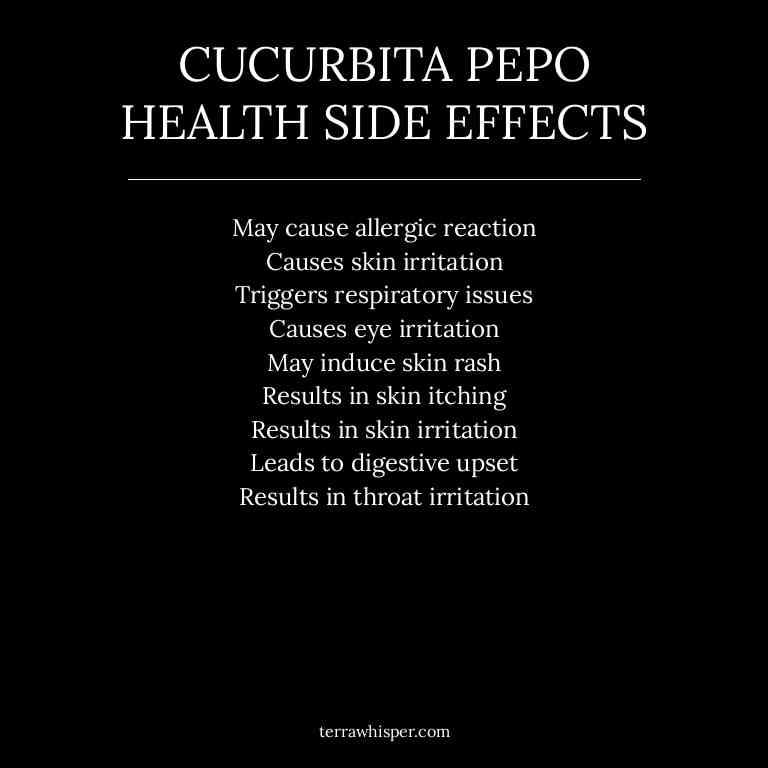 CUCURBITA PEPO
HEALTH SIDE EFFECTS
May cause allergic reaction
Causes skin irritation
Triggers respiratory issues
Causes eye irritation
May induce skin rash
Results in skin itching
Results in skin irritation
Leads to digestive upset
Results in throat irritation
terrawhisper.com